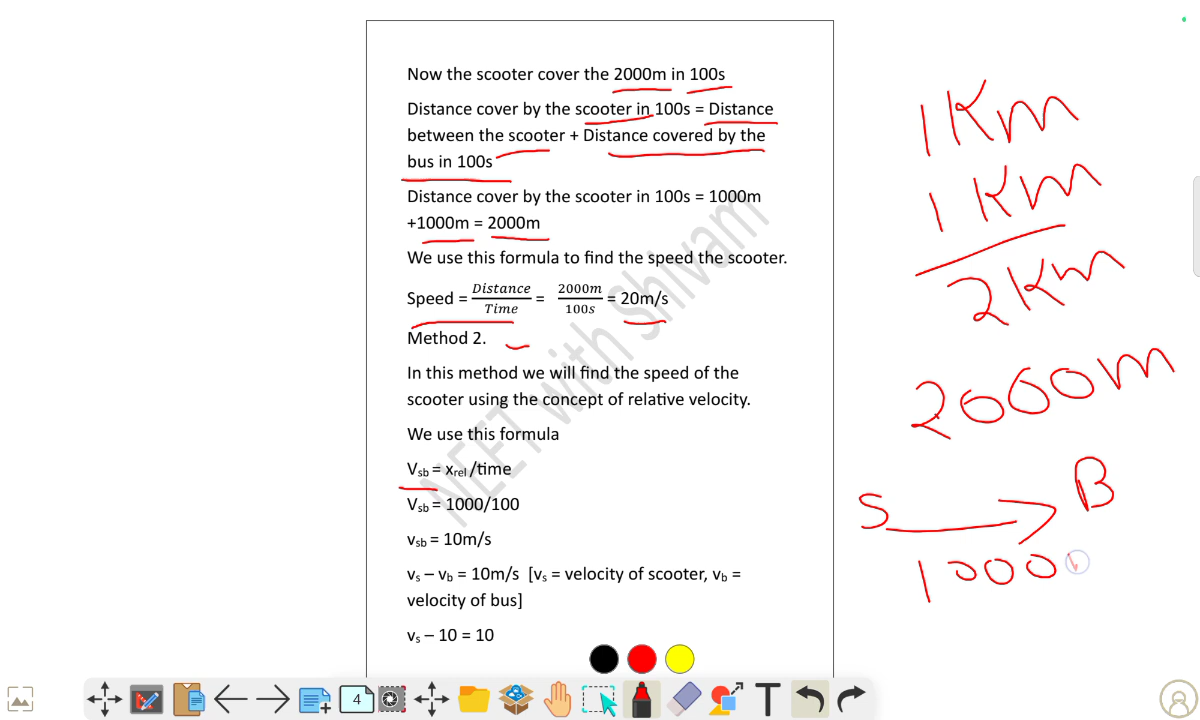 Now the scooter cover the 2000m in 100s
Distance cover by the scooter in 100s = Distance
between the scooter + Distance covered by the
bus in 100s
Distance cover by the scooter in 100s = 1000m
+1000m = 2000m
We use this formula to find the speed the scooter.
Speed = Distance/Time = 2000m/100s = 20m/s
Method 2.
In this method we will find the speed of the
scooter using the concept of relative velocity.
We use this formula
Vsb = xrel /time
Vsb = 1000/100
vsb = 10m/s
vs – vb = 10m/s [vs = velocity of scooter, vb =
velocity of bus]
vs – 10 = 10
NEET with Shivam
1Km
1Km
2Km
2000m
S B
1000
4
T